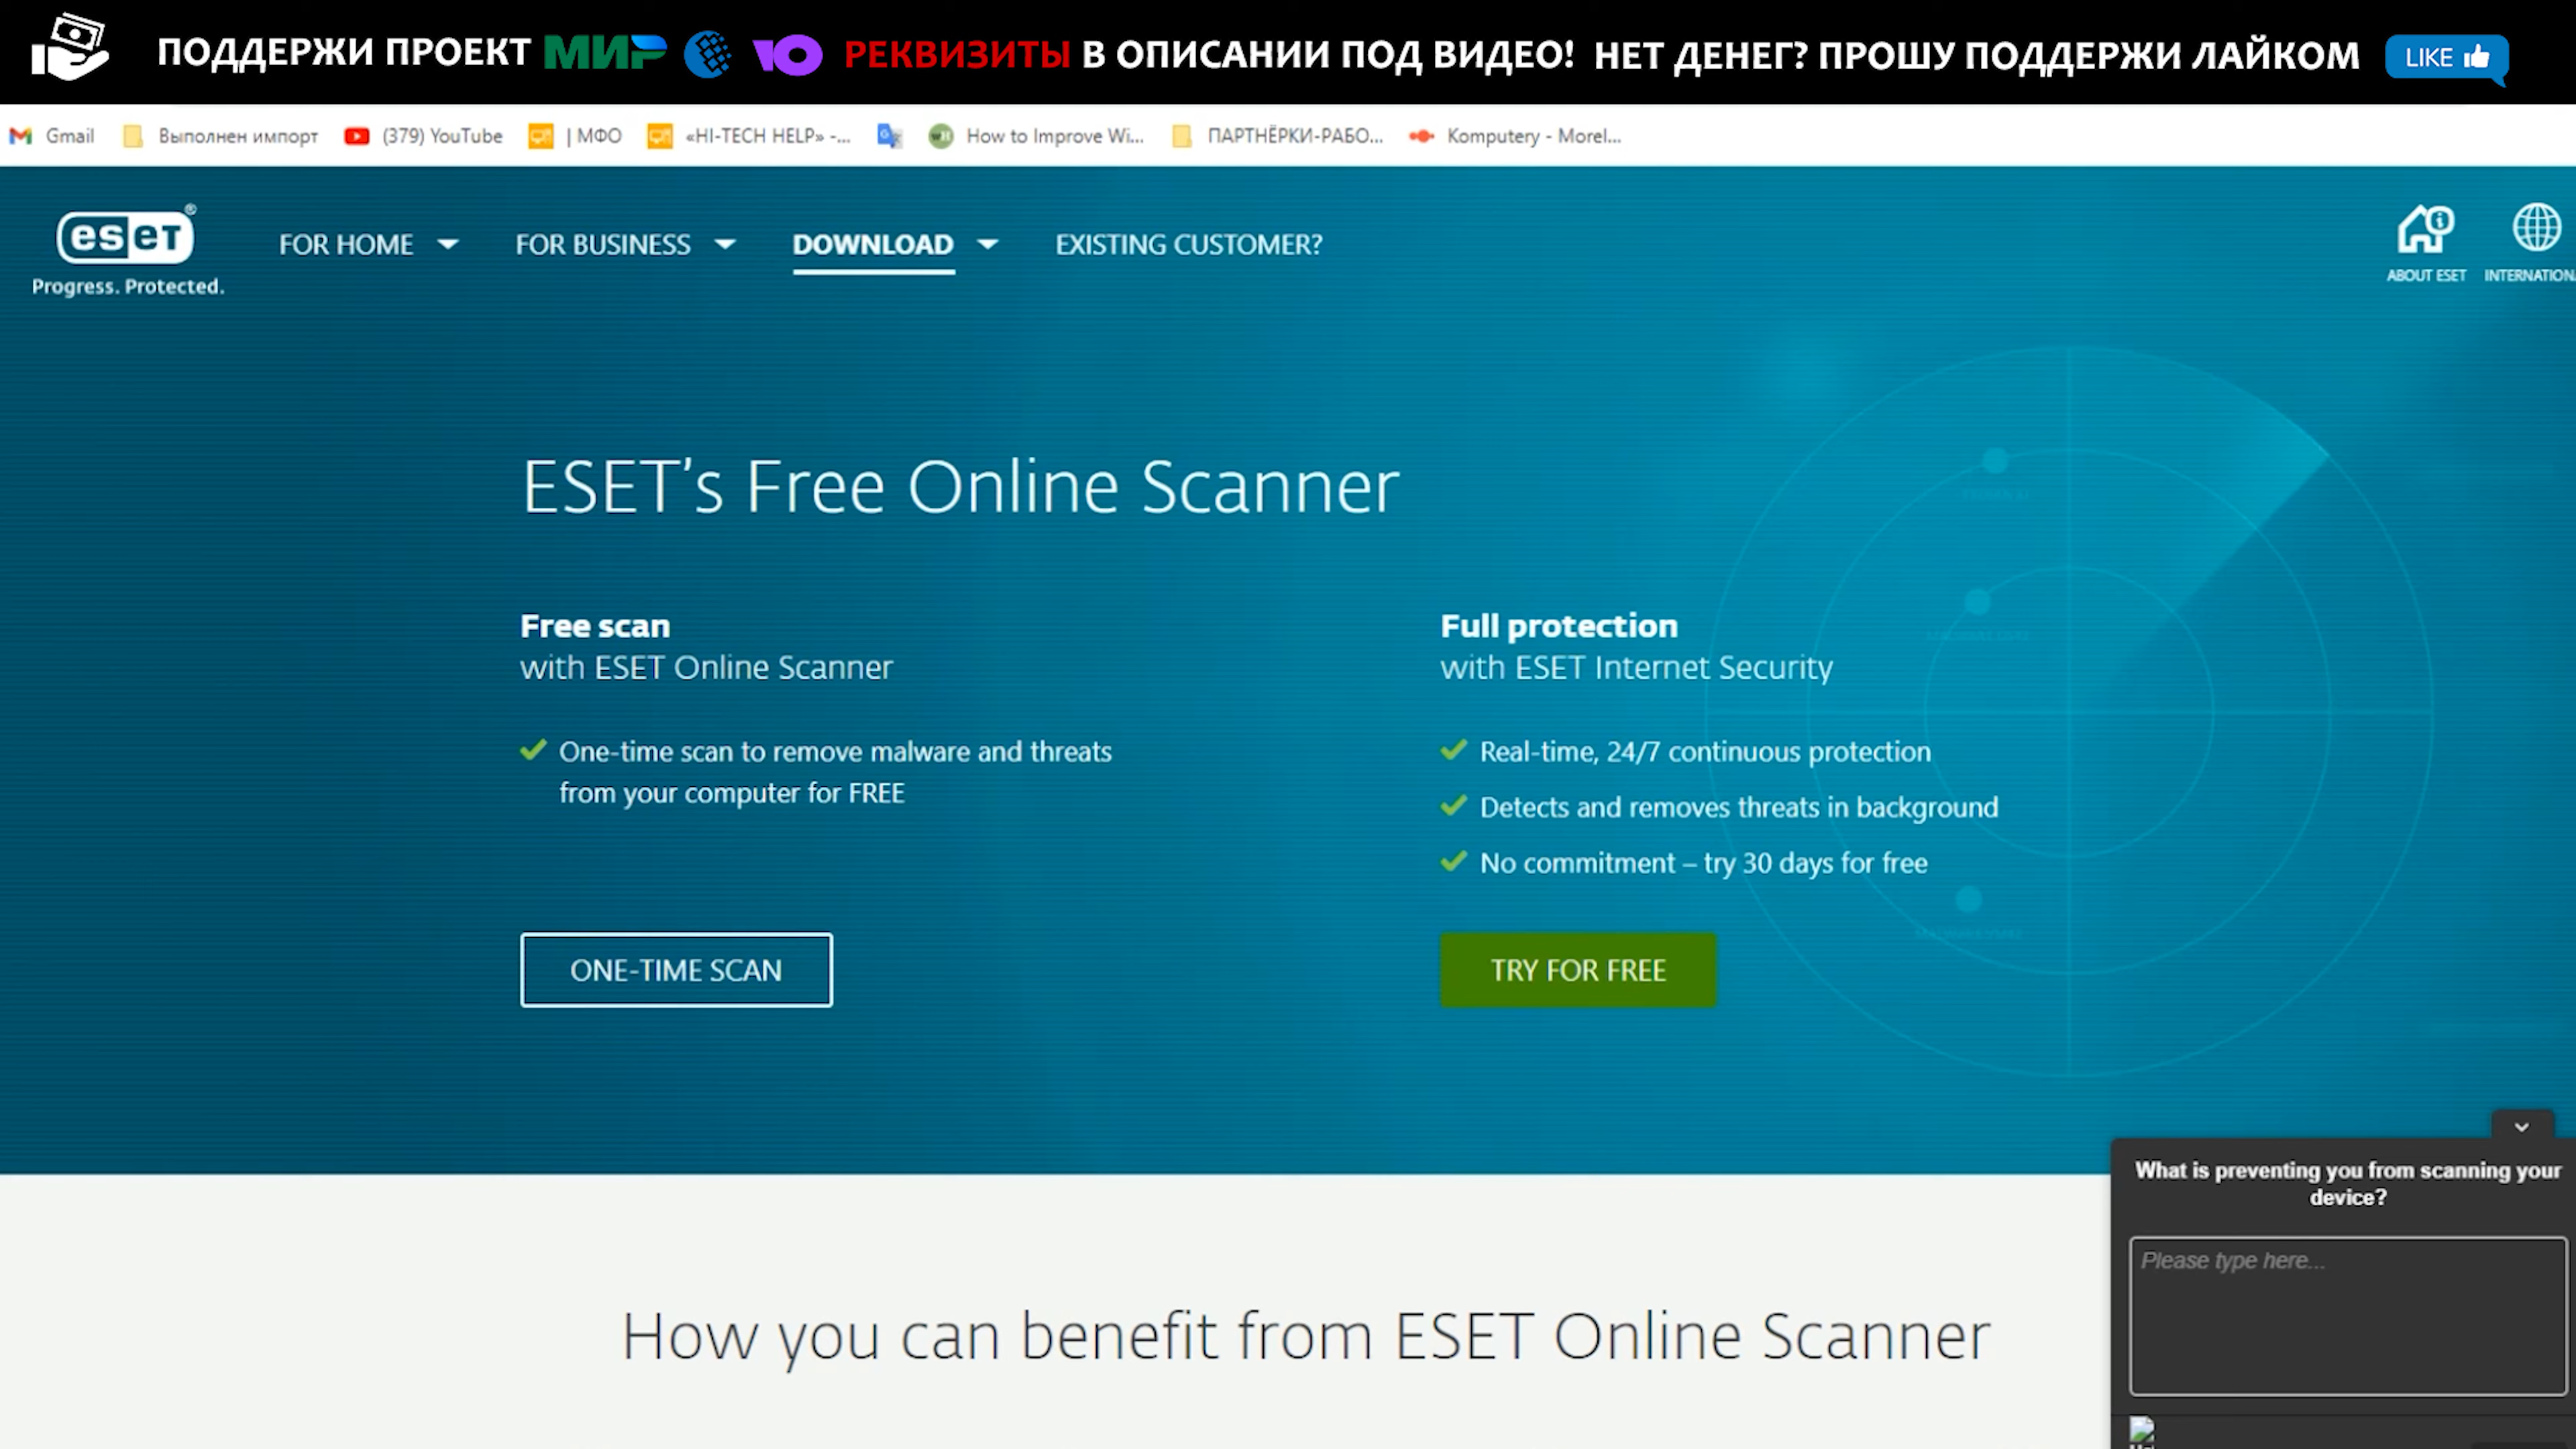 ПОДДЕРЖИ ПРОЕКТ МИР Ю РЕКВИЗИТЫ В ОПИСАНИИ ПОД ВИДЕО! НЕТ ДЕНЕГ? ПРОШУ ПОДДЕРЖИ ЛАЙКОМ LIKE
Gmail Выполнен импорт (379) YouTube | МФО «HI-TECH HELP» -... How to Improve Wi... ПАРТНЁРКИ-РАБО... Komputery - Morel...
eseT®
Progress. Protected.
FOR HOME FOR BUSINESS DOWNLOAD EXISTING CUSTOMER?
ABOUT ESET INTERNATIONA
ESET’s Free Online Scanner
Free scan
with ESET Online Scanner
One-time scan to remove malware and threats
from your computer for FREE
ONE-TIME SCAN
Full protection
with ESET Internet Security
Real-time, 24/7 continuous protection
Detects and removes threats in background
No commitment – try 30 days for free
TRY FOR FREE
What is preventing you from scanning your
device?
Please type here...
How you can benefit from ESET Online Scanner